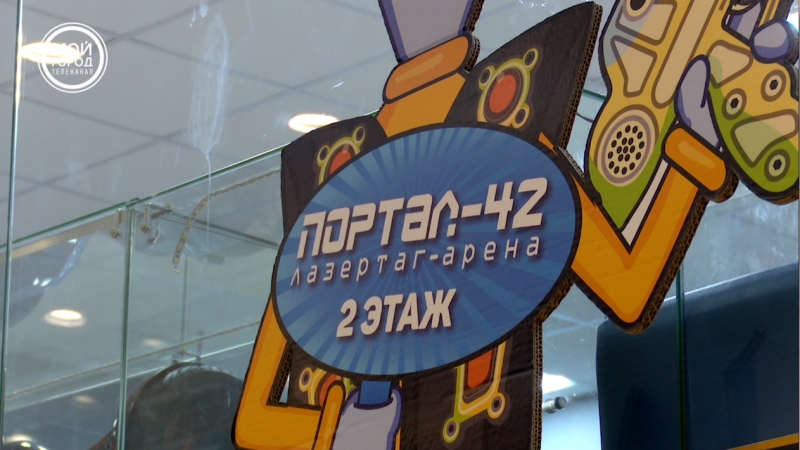 МОЙ
ГОРОД
ТЕЛЕКАНАЛ
ПОРТАЛ-42
лазертаг-арена
2 ЭТАЖ